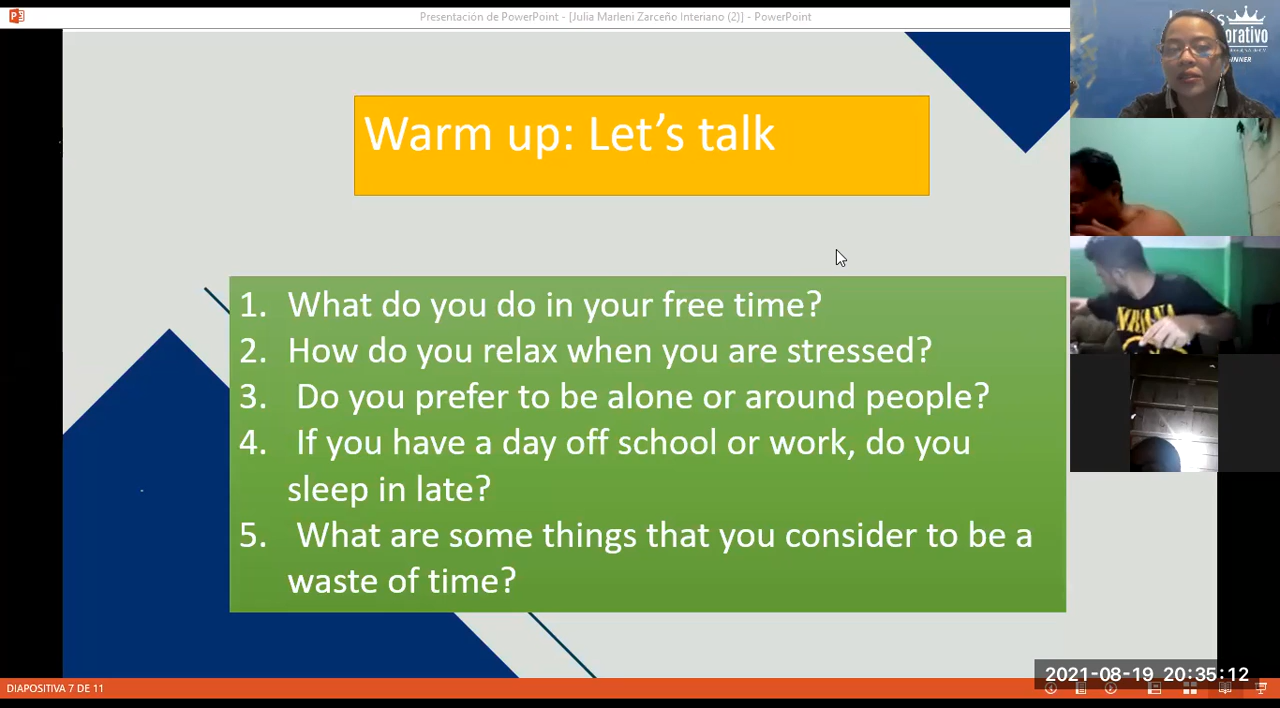 Presentación de PowerPoint - [Julia Marleni Zarceño Interiano (2)] - PowerPoint
Warm up: Let's talk
1. What do you do in your free time?
2. How do you relax when you are stressed?
3. Do you prefer to be alone or around people?
4. If you have a day off school or work, do you
sleep in late?
5. What are some things that you consider to be a
waste of time?
NIRVANA
2021-08-19 20:35:12
DIAPOSITIVA 7 DE 11